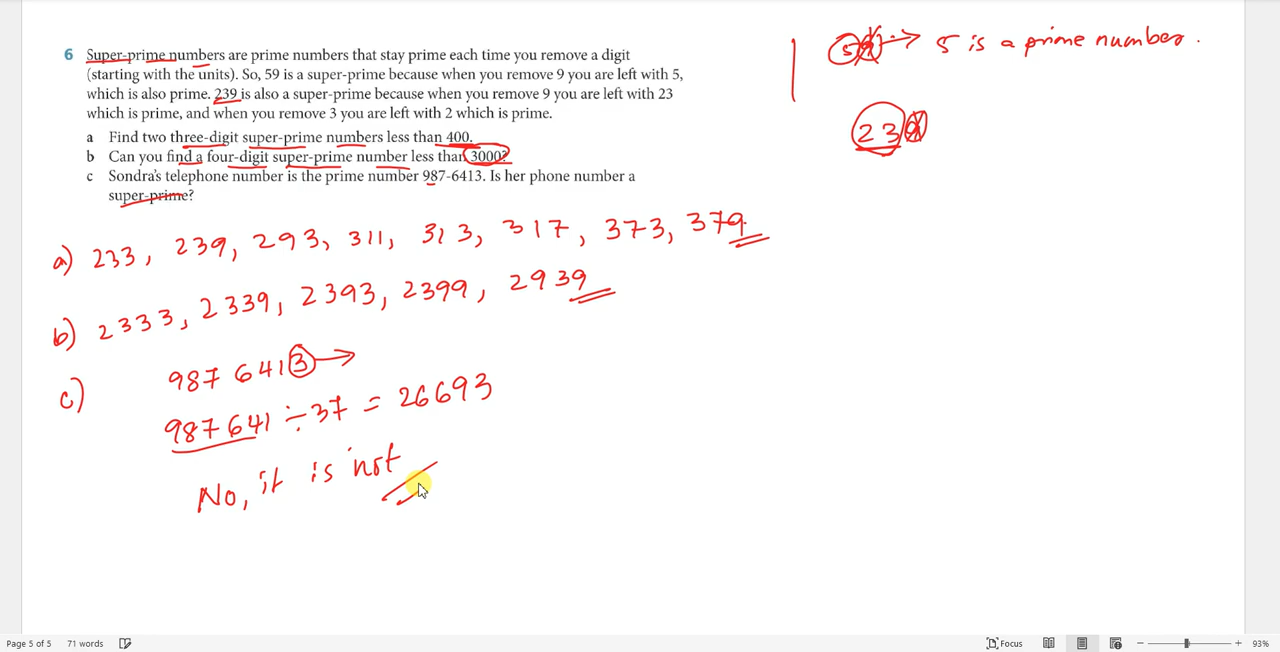 6 Super-prime numbers are prime numbers that stay prime each time you remove a digit
(starting with the units). So, 59 is a super-prime because when you remove 9 you are left with 5,
which is also prime. 239 is also a super-prime because when you remove 9 you are left with 23
which is prime, and when you remove 3 you are left with 2 which is prime.
a Find two three-digit super-prime numbers less than 400.
b Can you find a four-digit super-prime number less than 3000?
c Sondra's telephone number is the prime number 987-6413. Is her phone number a
super-prime?
59 → 5 is a prime number.
239
a) 233, 239, 293, 311, 313, 317, 373, 379
b) 2333, 2339, 2393, 2399, 2939
c) 987 6413 →
987 641 ÷ 37 = 26693
No, it is not
Page 5 of 5 71 words Focus 93%